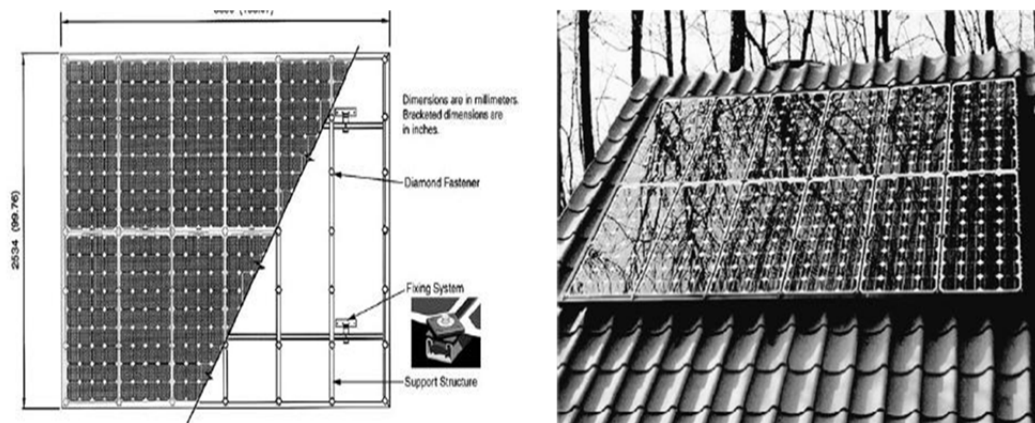 Dimensions are in millimeters.
Bracketed dimensions are
in inches.
Diamond Fastener
2534 (99.76)
Fixing System
Support Structure